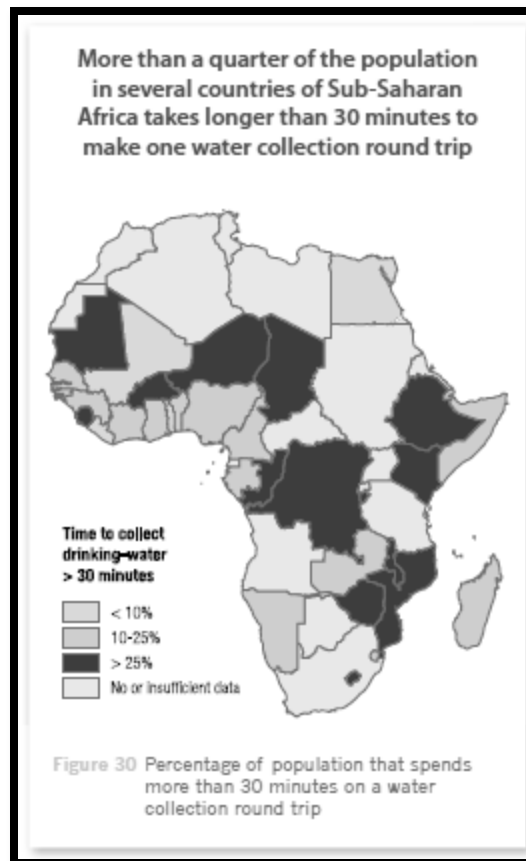 More than a quarter of the population
in several countries of Sub-Saharan
Africa takes longer than 30 minutes to
make one water collection round trip
Time to collect
drinking-water
> 30 minutes
< 10%
10-25%
> 25%
No or insufficient data
Figure 30 Percentage of population that spends
more than 30 minutes on a water
collection round trip